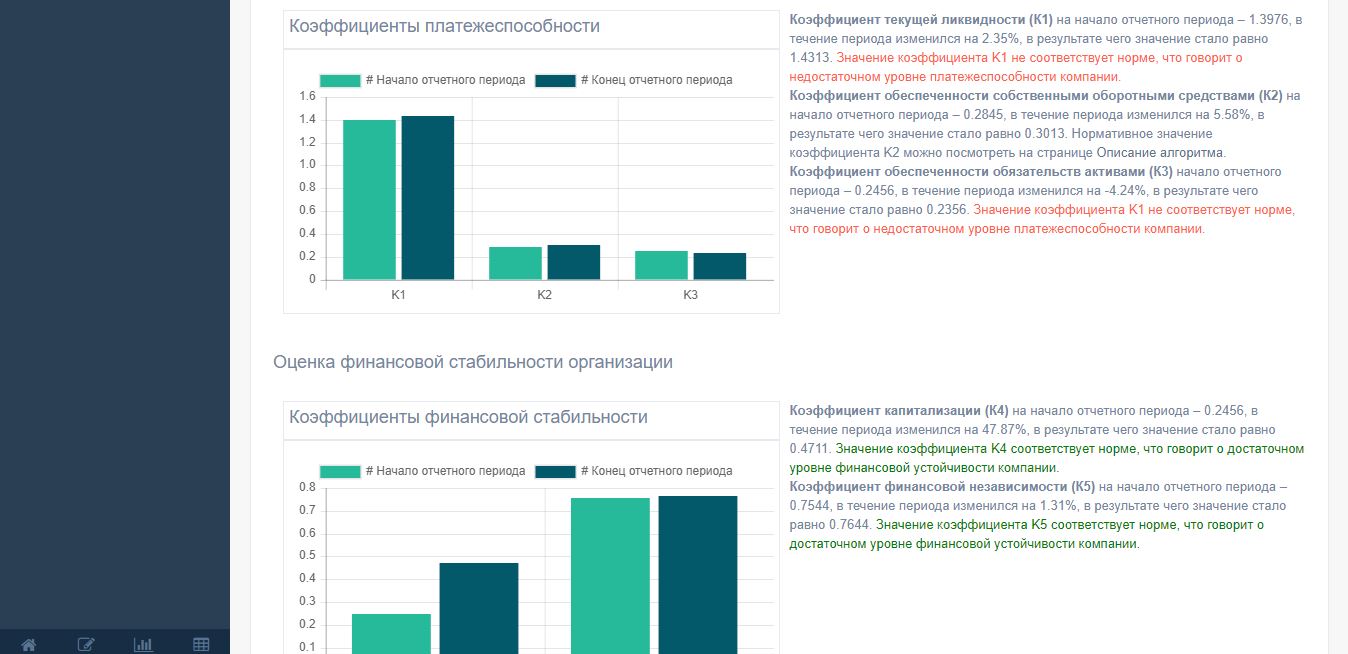 Коэффициенты платежеспособности
# Начало отчетного периода # Конец отчетного периода
1.6
1.4
1.2
1.0
0.8
0.6
0.4
0.2
0
К1 К2 К3
Коэффициент текущей ликвидности (К1) на начало отчетного периода – 1.3976, в
течение периода изменился на 2.35%, в результате чего значение стало равно
1.4313. Значение коэффициента К1 не соответствует норме, что говорит о
недостаточном уровне платежеспособности компании.
Коэффициент обеспеченности собственными оборотными средствами (К2) на
начало отчетного периода – 0.2845, в течение периода изменился на 5.58%, в
результате чего значение стало равно 0.3013. Нормативное значение
коэффициента К2 можно посмотреть на странице Описание алгоритма.
Коэффициент обеспеченности обязательств активами (К3) начало отчетного
периода – 0.2456, в течение периода изменился на -4.24%, в результате чего
значение стало равно 0.2356. Значение коэффициента К1 не соответствует норме,
что говорит о недостаточном уровне платежеспособности компании.
Оценка финансовой стабильности организации
Коэффициенты финансовой стабильности
# Начало отчетного периода # Конец отчетного периода
0.8
0.7
0.6
0.5
0.4
0.3
0.2
0.1
Коэффициент капитализации (К4) на начало отчетного периода – 0.2456, в
течение периода изменился на 47.87%, в результате чего значение стало равно
0.4711. Значение коэффициента К4 соответствует норме, что говорит о достаточном
уровне финансовой устойчивости компании.
Коэффициент финансовой независимости (К5) на начало отчетного периода –
0.7544, в течение периода изменился на 1.31%, в результате чего значение стало
равно 0.7644. Значение коэффициента К5 соответствует норме, что говорит о
достаточном уровне финансовой устойчивости компании.